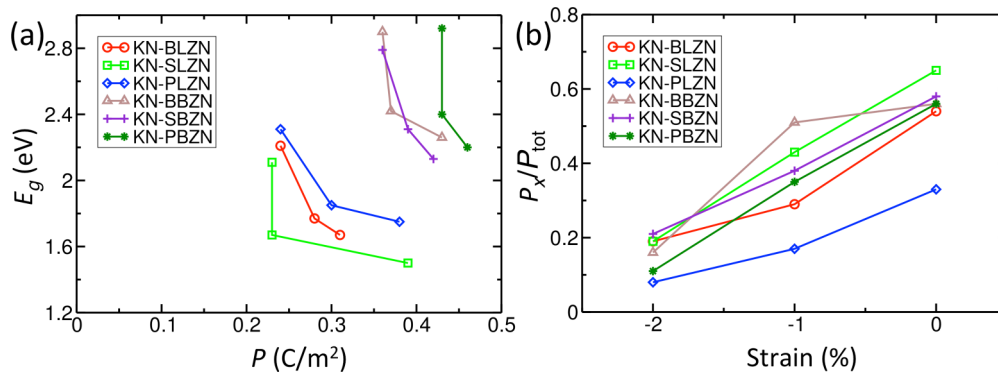 (a)
KN-BLZN
KN-SLZN
KN-PLZN
KN-BBZN
KN-SBZN
KN-PBZN
2.8
2.4
2
1.6
1.2
E_g (eV)
0
0.1
0.2
0.3
0.4
0.5
P (C/m²)
(b)
KN-BLZN
KN-SLZN
KN-PLZN
KN-BBZN
KN-SBZN
KN-PBZN
0.8
0.6
0.4
0.2
0
P_x/P_tot
-2
-1
0
Strain (%)